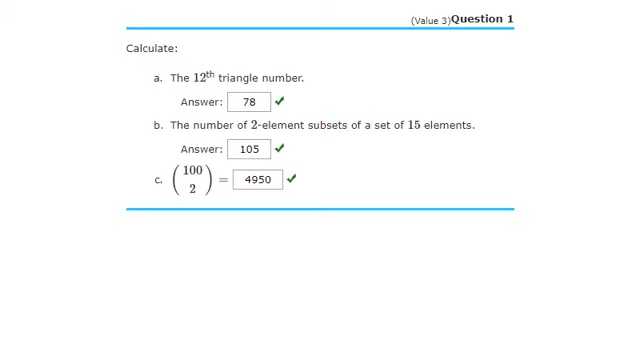 (Value 3)Question 1
Calculate:
a. The 12th triangle number.
Answer: 78 ✔
b. The number of 2-element subsets of a set of 15 elements.
Answer: 105 ✔
c. (100
2) = 4950 ✔